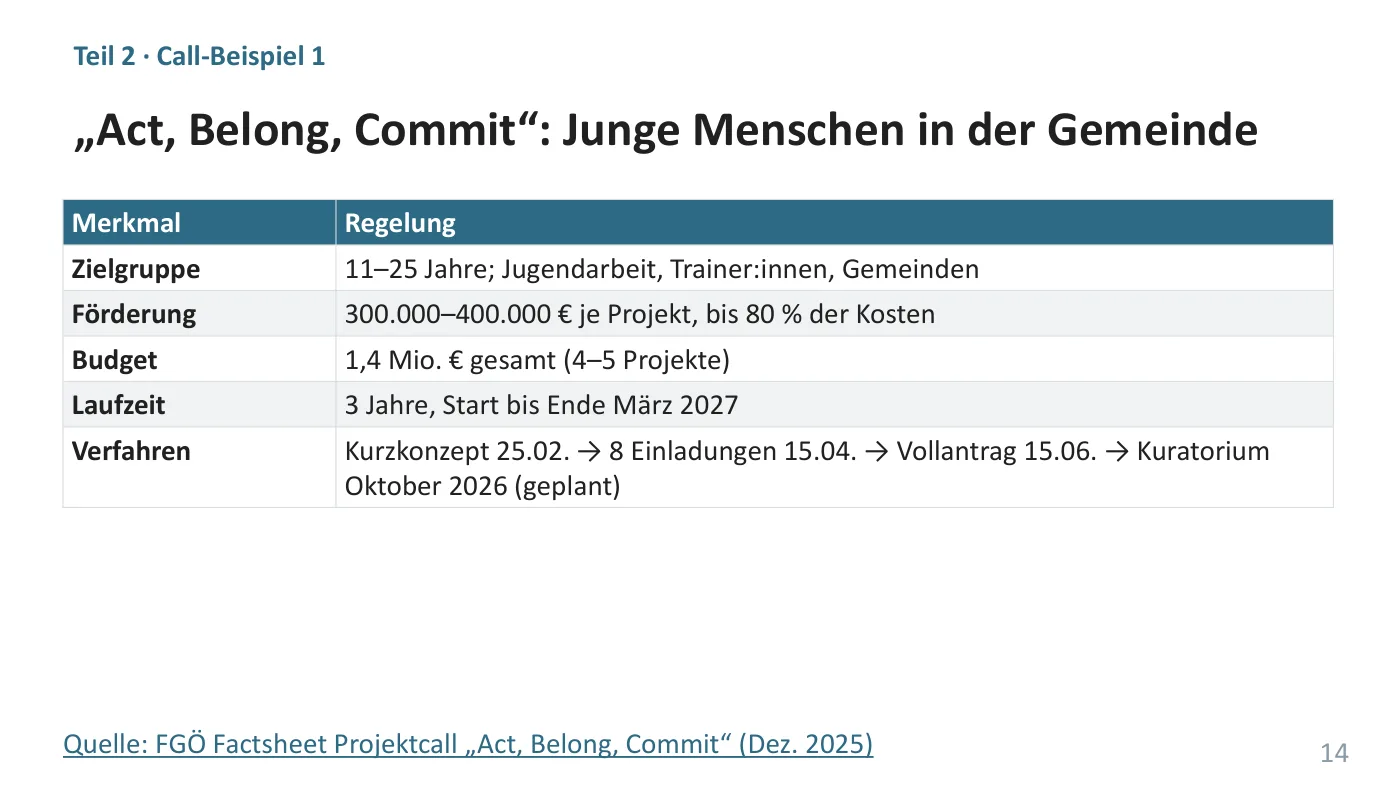 Teil 2 · Call-Beispiel 1
„Act, Belong, Commit“: Junge Menschen in der Gemeinde
Merkmal Regelung
Zielgruppe 11–25 Jahre; Jugendarbeit, Trainer:innen, Gemeinden
Förderung 300.000–400.000 € je Projekt, bis 80 % der Kosten
Budget 1,4 Mio. € gesamt (4–5 Projekte)
Laufzeit 3 Jahre, Start bis Ende März 2027
Verfahren Kurzkonzept 25.02. → 8 Einladungen 15.04. → Vollantrag 15.06. → Kuratorium
Oktober 2026 (geplant)
Quelle: FGÖ Factsheet Projektcall „Act, Belong, Commit“ (Dez. 2025)
14